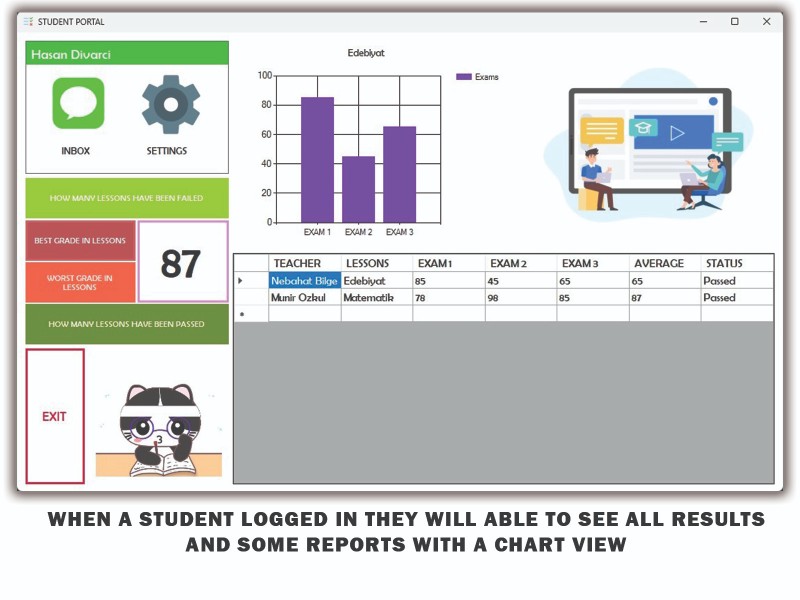 STUDENT PORTAL
Hasan Divarci
INBOX
SETTINGS
HOW MANY LESSONS HAVE BEEN FAILED
BEST GRADE IN LESSONS
WORST GRADE IN
LESSONS
87
HOW MANY LESSONS HAVE BEEN PASSED
EXIT
3
Edebiyat
100
80
60
40
20
0
EXAM 1 EXAM 2 EXAM 3
Exams
TEACHER LESSONS EXAM1 EXAM 2 EXAM 3 AVERAGE STATUS
Nebahat Bilge Edebiyat 85 45 65 65 Passed
Munir Ozkul Matematik 78 98 85 87 Passed
WHEN A STUDENT LOGGED IN THEY WILL ABLE TO SEE ALL RESULTS
AND SOME REPORTS WITH A CHART VIEW